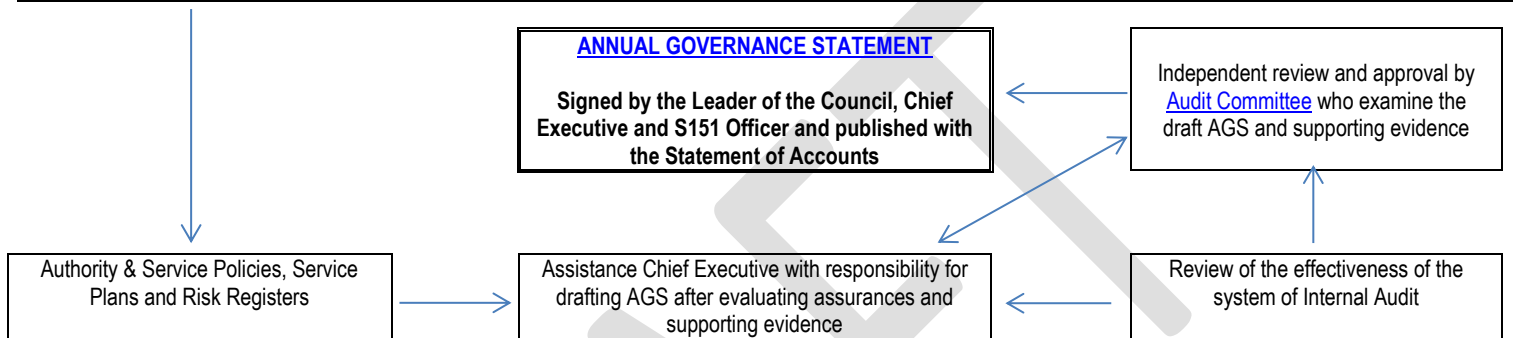 ANNUAL GOVERNANCE STATEMENT
Signed by the Leader of the Council, Chief
Executive and S151 Officer and published with
the Statement of Accounts
Independent review and approval by
Audit Committee who examine the
draft AGS and supporting evidence
Authority & Service Policies, Service
Plans and Risk Registers
Assistance Chief Executive with responsibility for
drafting AGS after evaluating assurances and
supporting evidence
Review of the effectiveness of the
system of Internal Audit